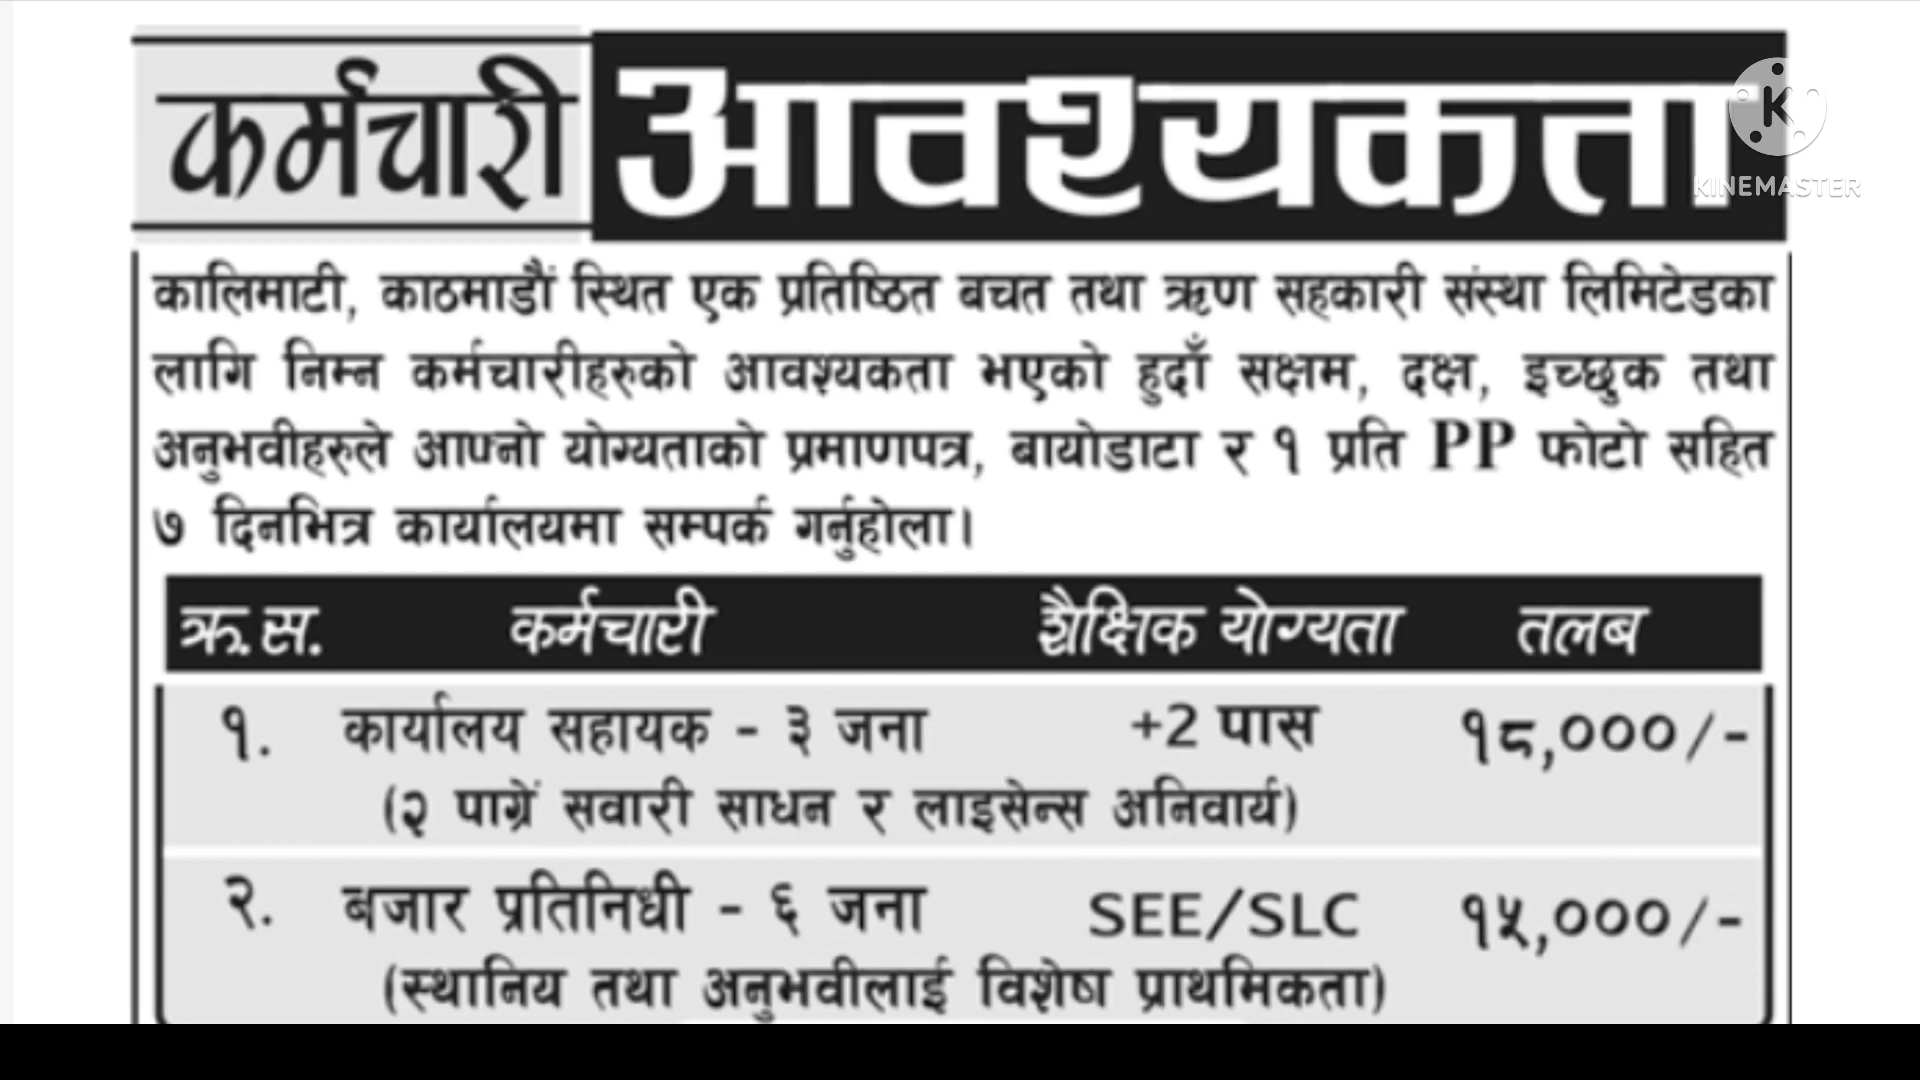 कर्मचारी आवश्यकता
KINEMASTER
कालिमाटी, काठमाडौं स्थित एक प्रतिष्ठित बचत तथा ऋण सहकारी संस्था लिमिटेडका
लागि निम्न कर्मचारीहरुको आवश्यकता भएको हुदाँ सक्षम, दक्ष, इच्छुक तथा
अनुभवीहरुले आफ्नो योग्यताको प्रमाणपत्र, बायोडाटा र १ प्रति PP फोटो सहित
७ दिनभित्र कार्यालयमा सम्पर्क गर्नुहोला।
क्र.स. कर्मचारी शैक्षिक योग्यता तलब
१. कार्यालय सहायक - ३ जना +2 पास १८,०००/-
(२ पाग्रें सवारी साधन र लाइसेन्स अनिवार्य)
२. बजार प्रतिनिधी - ६ जना SEE/SLC १५,०००/-
(स्थानिय तथा अनुभवीलाई विशेष प्राथमिकता)